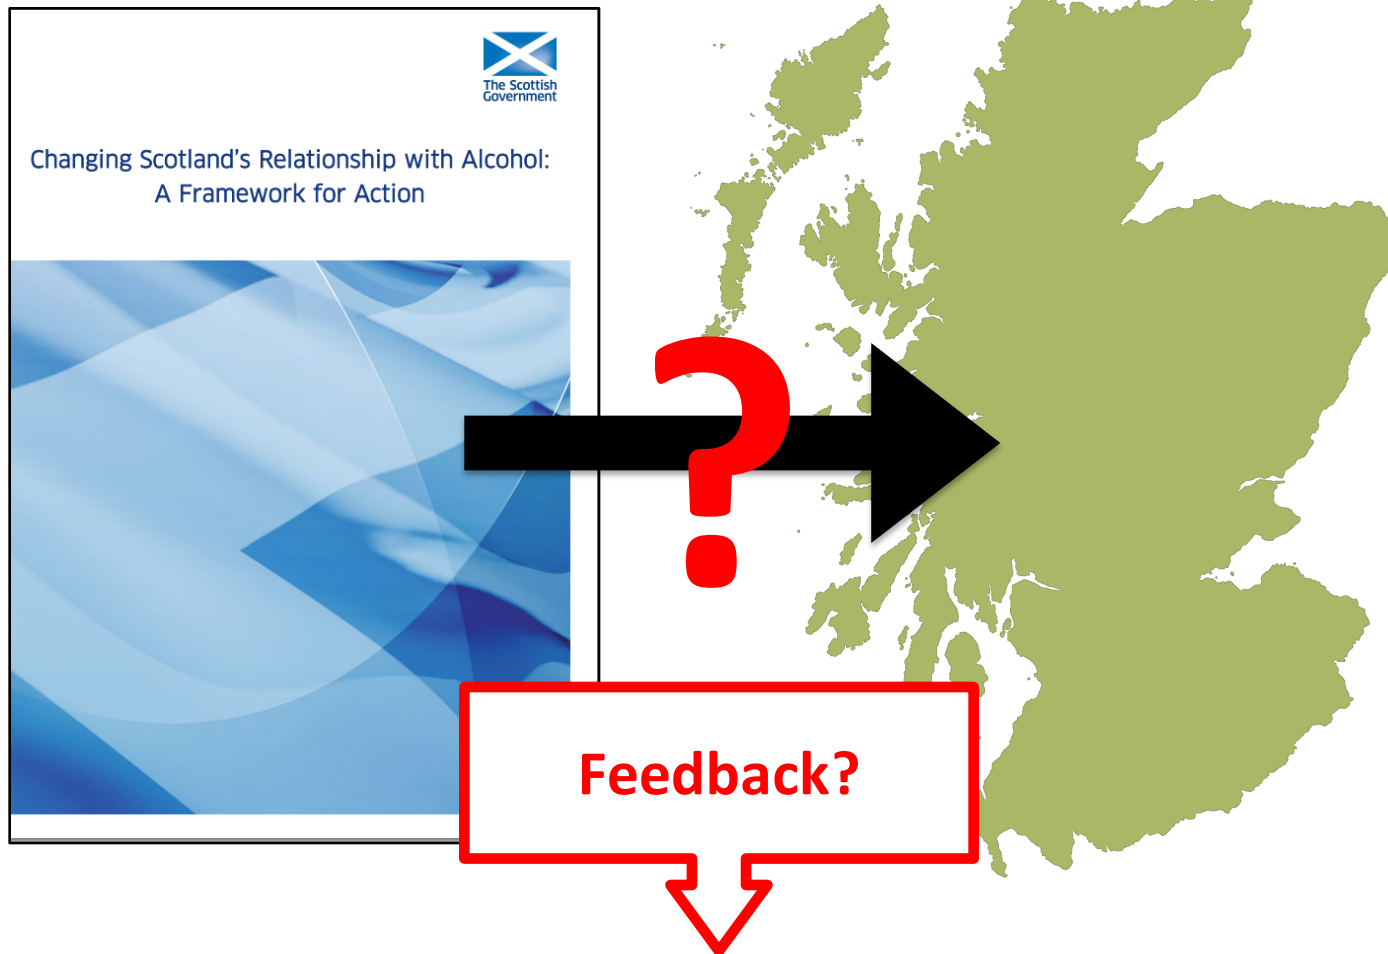 The Scottish
Government
Changing Scotland's Relationship with Alcohol:
A Framework for Action
?
Feedback?